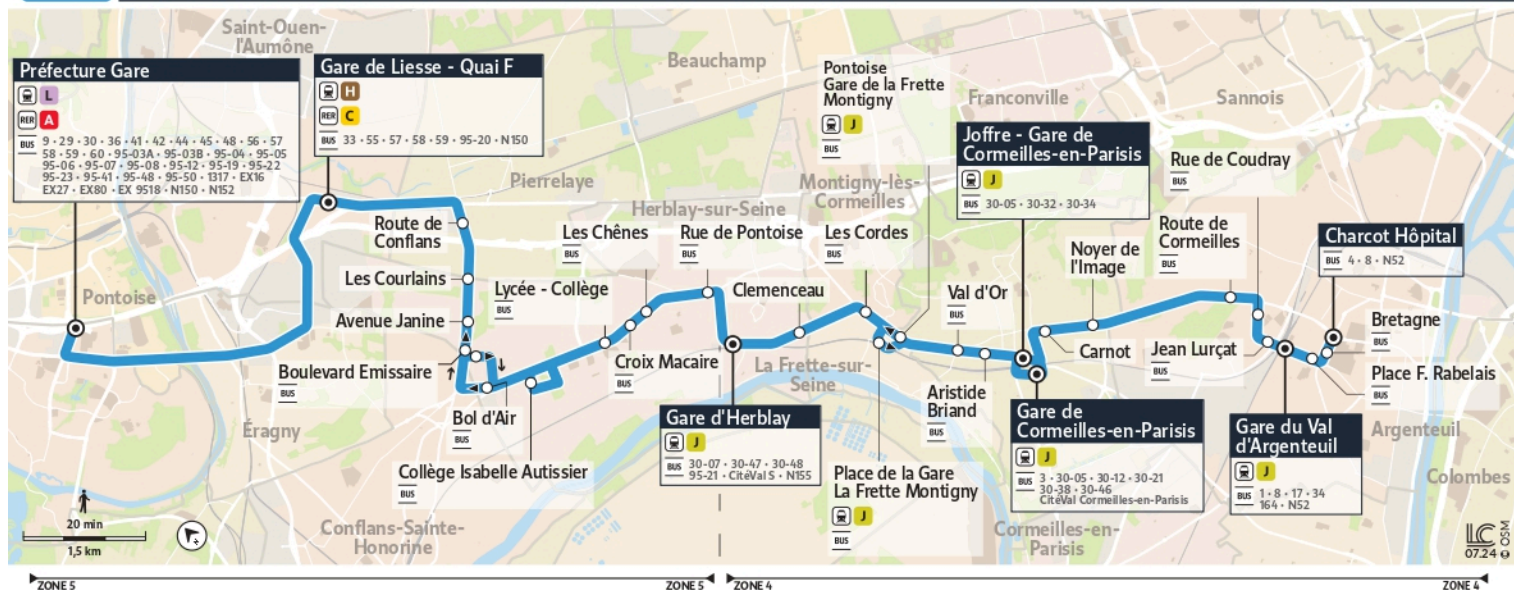 Saint-Ouen-
l'Aumône
Beauchamp
Franconville
Sannois
Pierrelaye
Herblay-sur-Seine
Montigny-lès-
Cormeilles
Pontoise
Éragny
Conflans-Sainte-
Honorine
La Frette-sur-
Seine
Cormeilles-en-
Parisis
Argenteuil
Colombes
Préfecture Gare
L
RER A
BUS 9 • 29 • 30 • 36 • 41 • 42 • 44 • 45 • 48 • 56 • 57
58 • 59 • 60 • 95-03A • 95-03B • 95-04 • 95-05
95-06 • 95-07 • 95-08 • 95-12 • 95-19 • 95-22
95-23 • 95-41 • 95-48 • 95-50 • 1317 • EX16
EX27 • EX80 • EX 9518 • N150 • N152
Gare de Liesse - Quai F
H
RER C
BUS 33 • 55 • 57 • 58 • 59 • 95-20 • N150
Route de
Conflans
Les Courlains
Avenue Janine
Boulevard Emissaire
BUS
Bol d'Air
BUS
Lycée - Collège
BUS
Collège Isabelle Autissier
BUS
Les Chênes
BUS
Croix Macaire
BUS
Rue de Pontoise
BUS
Gare d'Herblay
J
BUS 30-07 • 30-47 • 30-48
95-21 • CitéVal S • N155
Clemenceau
Les Cordes
BUS
Pontoise
Gare de la Frette
Montigny
J
BUS
Place de la Gare
La Frette Montigny
J
BUS
Val d'Or
BUS
Aristide
Briand
BUS
Joffre - Gare de
Cormeilles-en-Parisis
J
BUS 30-05 • 30-32 • 30-34
Gare de
Cormeilles-en-Parisis
J
BUS 3 • 30-05 • 30-12 • 30-21
30-38 • 30-46
CitéVal Cormeilles-en-Parisis
Carnot
Noyer de
l'Image
Route de
Cormeilles
BUS
Rue de Coudray
BUS
Jean Lurçat
BUS
Gare du Val
d'Argenteuil
J
BUS 1 • 8 • 17 • 34
164 • N52
Place F. Rabelais
BUS
Bretagne
BUS
Charcot Hôpital
BUS 4 • 8 • N52
20 min
1,5 km
LC
07.24 © OSM
ZONE 5
ZONE 5
ZONE 4
ZONE 4